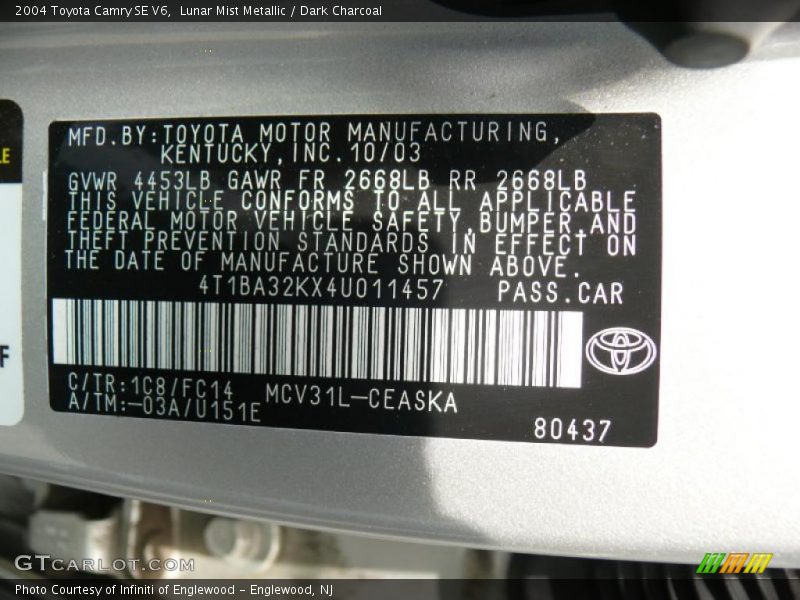 2004 Toyota Camry SE V6,  Lunar Mist Metallic / Dark Charcoal
LE
MFD.BY:TOYOTA MOTOR MANUFACTURING,
KENTUCKY,INC.10/03
GVWR 4453LB GAWR FR 2668LB RR 2668LB
THIS VEHICLE CONFORMS TO ALL APPLICABLE
FEDERAL MOTOR VEHICLE SAFETY,BUMPER,AND
THEFT PREVENTION STANDARDS IN EFFECT ON
THE DATE OF MANUFACTURE SHOWN ABOVE.
4T1BA32KX4U011457 PASS.CAR
F
C/TR:1C8/FC14 MCV31L-CEASKA
A/TM:-03A/U151E
80437
GTCARLOT.COM
Photo Courtesy of Infiniti of Englewood - Englewood, NJ